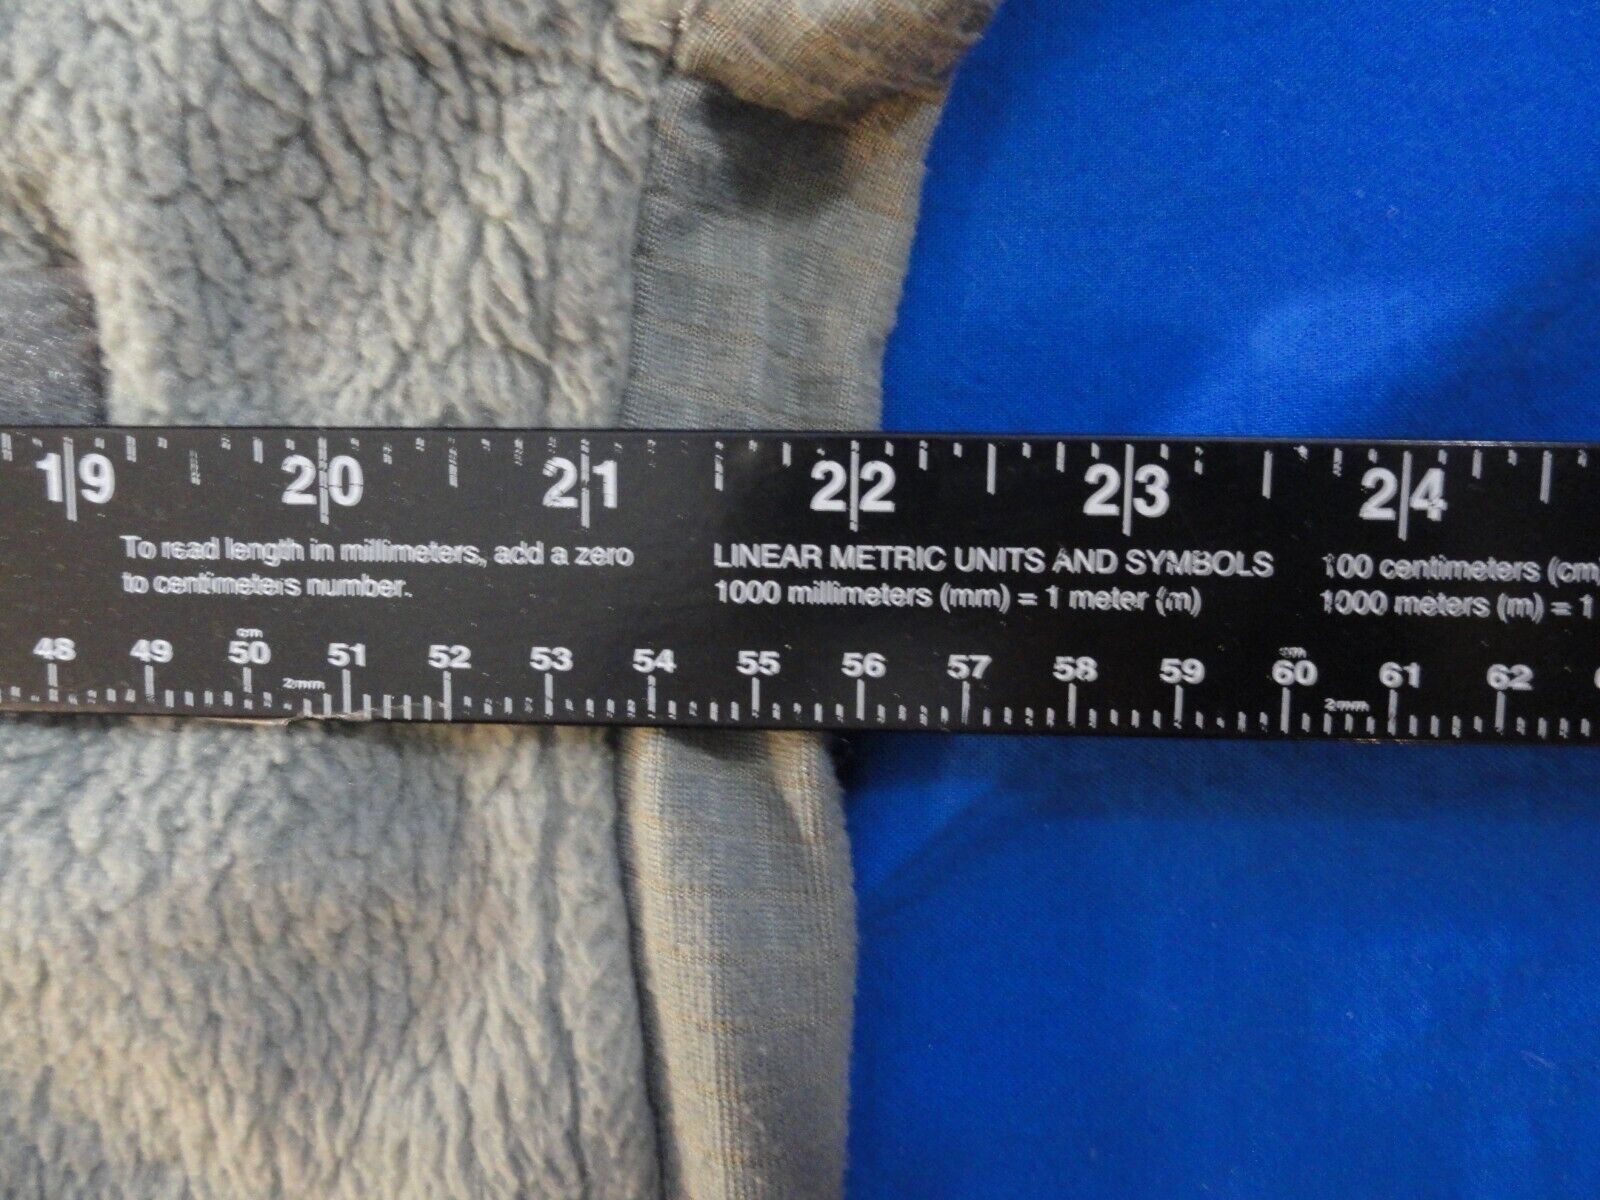 19 20 21 22 23 24
To read length in millimeters, add a zero
to centimeters number.
LINEAR METRIC UNITS AND SYMBOLS
1000 millimeters (mm) = 1 meter (m)
100 centimeters (cm)
1000 meters (m) = 1
cm cm
48 49 50 51 52 53 54 55 56 57 58 59 60 61 62
2mm 2mm